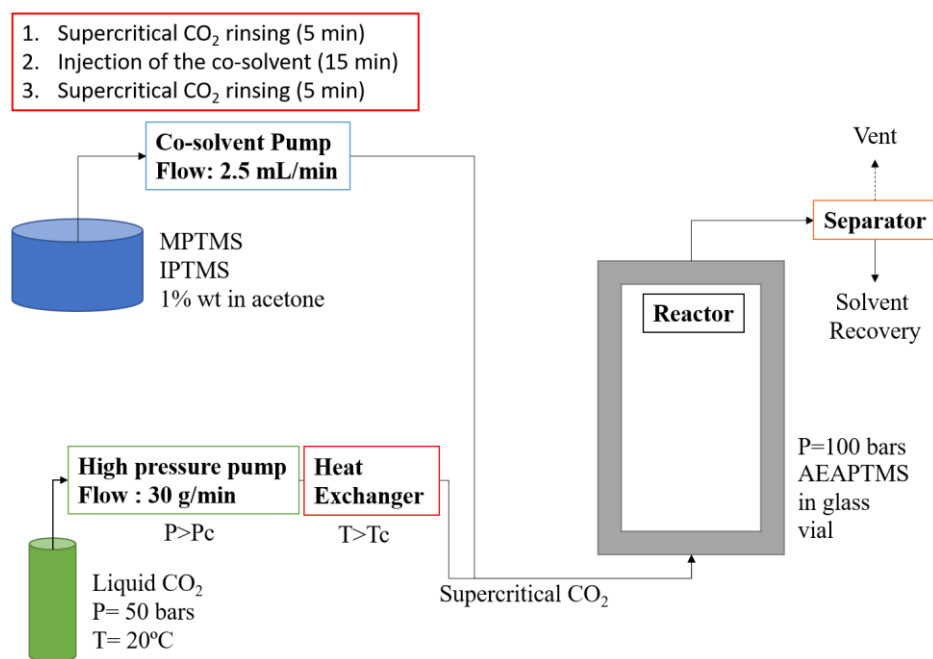 1. Supercritical CO₂ rinsing (5 min)
2. Injection of the co-solvent (15 min)
3. Supercritical CO₂ rinsing (5 min)
Co-solvent Pump
Flow: 2.5 mL/min
MPTMS
IPTMS
1% wt in acetone
Vent
Separator
Solvent
Recovery
Reactor
P=100 bars
AEAPTMS
in glass
vial
High pressure pump
Flow : 30 g/min
P>Pc
Heat
Exchanger
T>Tc
Liquid CO₂
P= 50 bars
T= 20ºC
Supercritical CO₂